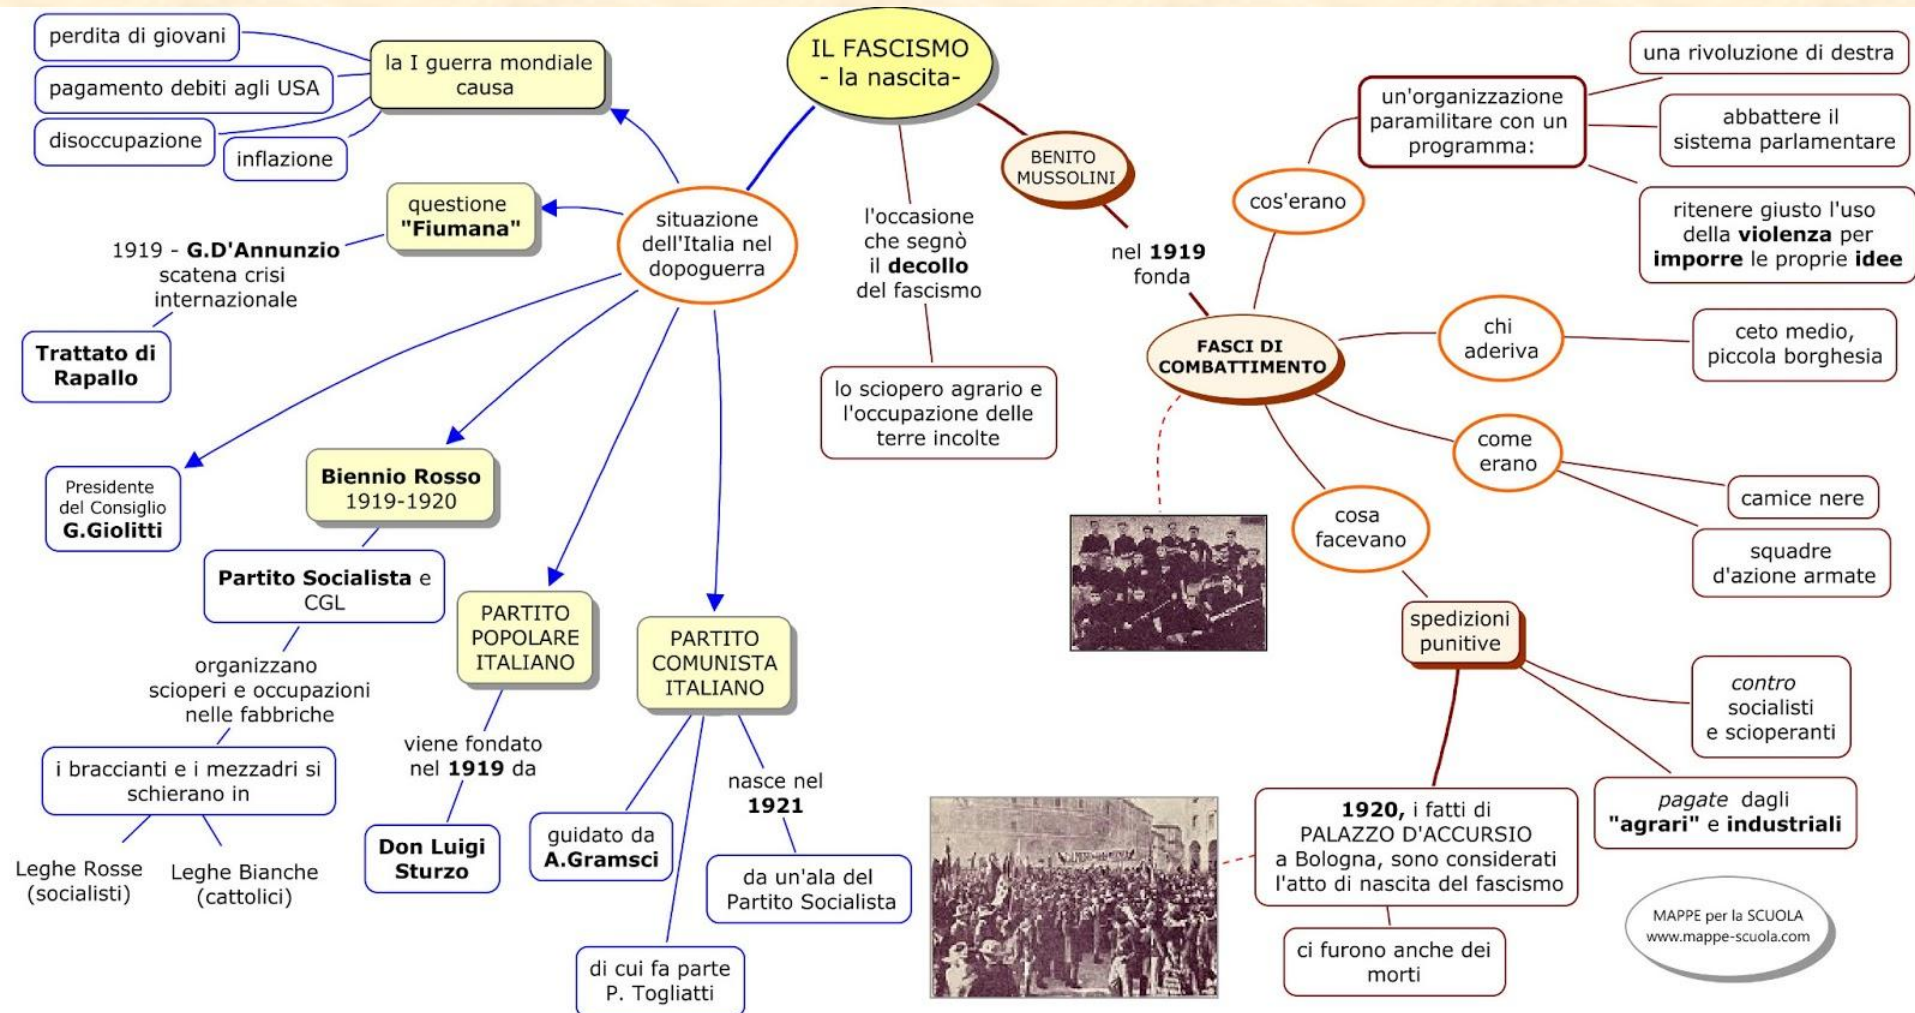 IL FASCISMO
- la nascita-
perdita di giovani
pagamento debiti agli USA
disoccupazione
inflazione
la I guerra mondiale
causa
questione
"Fiumana"
1919 - G.D'Annunzio
scatena crisi
internazionale
Trattato di
Rapallo
situazione
dell'Italia nel
dopoguerra
Presidente
del Consiglio
G.Giolitti
Biennio Rosso
1919-1920
Partito Socialista e
CGL
organizzano
scioperi e occupazioni
nelle fabbriche
i braccianti e i mezzadri si
schierano in
Leghe Rosse
(socialisti)
Leghe Bianche
(cattolici)
PARTITO
POPOLARE
ITALIANO
viene fondato
nel 1919 da
Don Luigi
Sturzo
PARTITO
COMUNISTA
ITALIANO
guidato da
A.Gramsci
di cui fa parte
P. Togliatti
nasce nel
1921
da un'ala del
Partito Socialista
l'occasione
che segnò
il decollo
del fascismo
lo sciopero agrario e
l'occupazione delle
terre incolte
BENITO
MUSSOLINI
nel 1919
fonda
FASCI DI
COMBATTIMENTO
cos'erano
un'organizzazione
paramilitare con un
programma:
una rivoluzione di destra
abbattere il
sistema parlamentare
ritenere giusto l'uso
della violenza per
imporre le proprie idee
chi
aderiva
ceto medio,
piccola borghesia
come
erano
camice nere
squadre
d'azione armate
cosa
facevano
spedizioni
punitive
contro
socialisti
e scioperanti
pagate dagli
"agrari" e industriali
1920, i fatti di
PALAZZO D'ACCURSIO
a Bologna, sono considerati
l'atto di nascita del fascismo
ci furono anche dei
morti
MAPPE per la SCUOLA
www.mappe-scuola.com